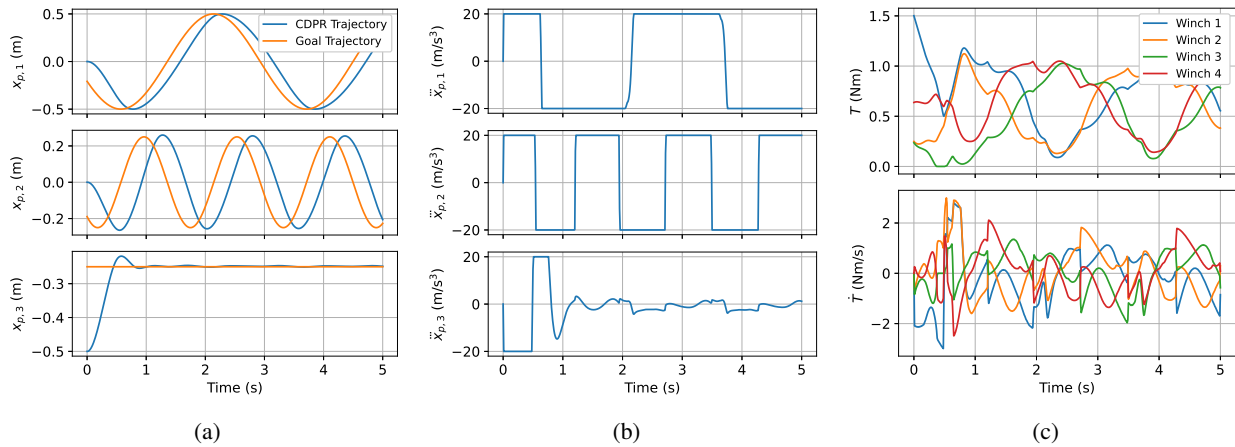 0.5
0.0
−0.5
x_{p,1} (m)
CDPR Trajectory
Goal Trajectory
0.2
0.0
−0.2
x_{p,2} (m)
−0.3
−0.4
−0.5
x_{p,3} (m)
0 1 2 3 4 5
Time (s)
(a)
20
0
−20
x⃛_{p,1} (m/s³)
20
0
−20
x⃛_{p,2} (m/s³)
20
0
−20
x⃛_{p,3} (m/s³)
0 1 2 3 4 5
Time (s)
(b)
1.5
1.0
0.5
0.0
T (Nm)
Winch 1
Winch 2
Winch 3
Winch 4
2
0
−2
Ṫ (Nm/s)
0 1 2 3 4 5
Time (s)
(c)